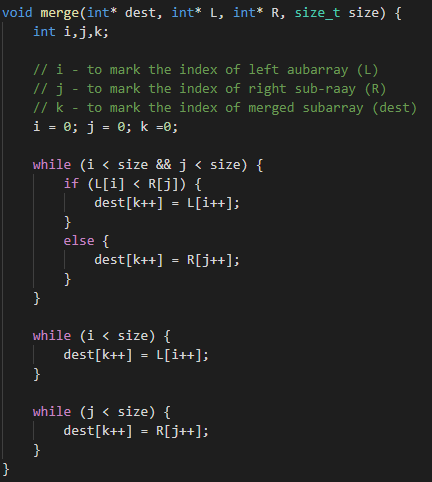 void merge(int* dest, int* L, int* R, size_t size) {
    int i,j,k;

    // i - to mark the index of left aubarray (L)
    // j - to mark the index of right sub-raay (R)
    // k - to mark the index of merged subarray (dest)
    i = 0; j = 0; k =0;

    while (i < size && j < size) {
        if (L[i] < R[j]) {
            dest[k++] = L[i++];
        }
        else {
            dest[k++] = R[j++];
        }
    }

    while (i < size) {
        dest[k++] = L[i++];
    }

    while (j < size) {
        dest[k++] = R[j++];
    }
}